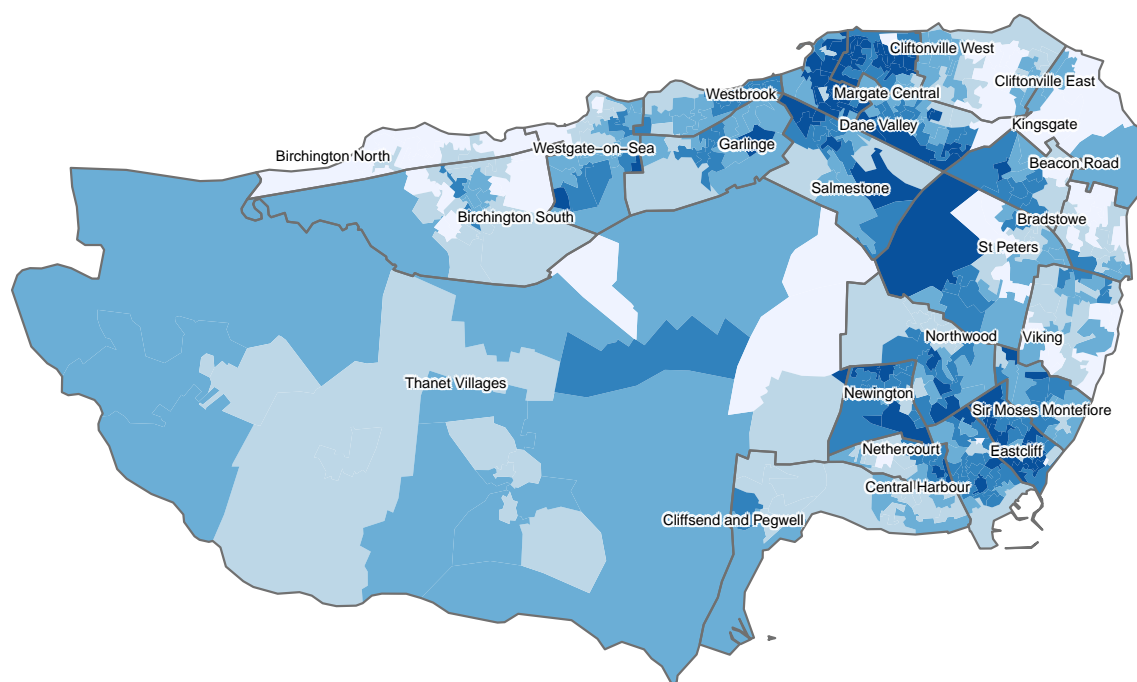 Cliftonville West
Cliftonville East
Westbrook
Margate Central
Dane Valley
Kingsgate
Garlinge
Westgate−on−Sea
Birchington North
Beacon Road
Salmestone
Birchington South
Bradstowe
St Peters
Northwood
Viking
Thanet Villages
Newington
Sir Moses Montefiore
Nethercourt
Eastcliff
Central Harbour
Cliffsend and Pegwell